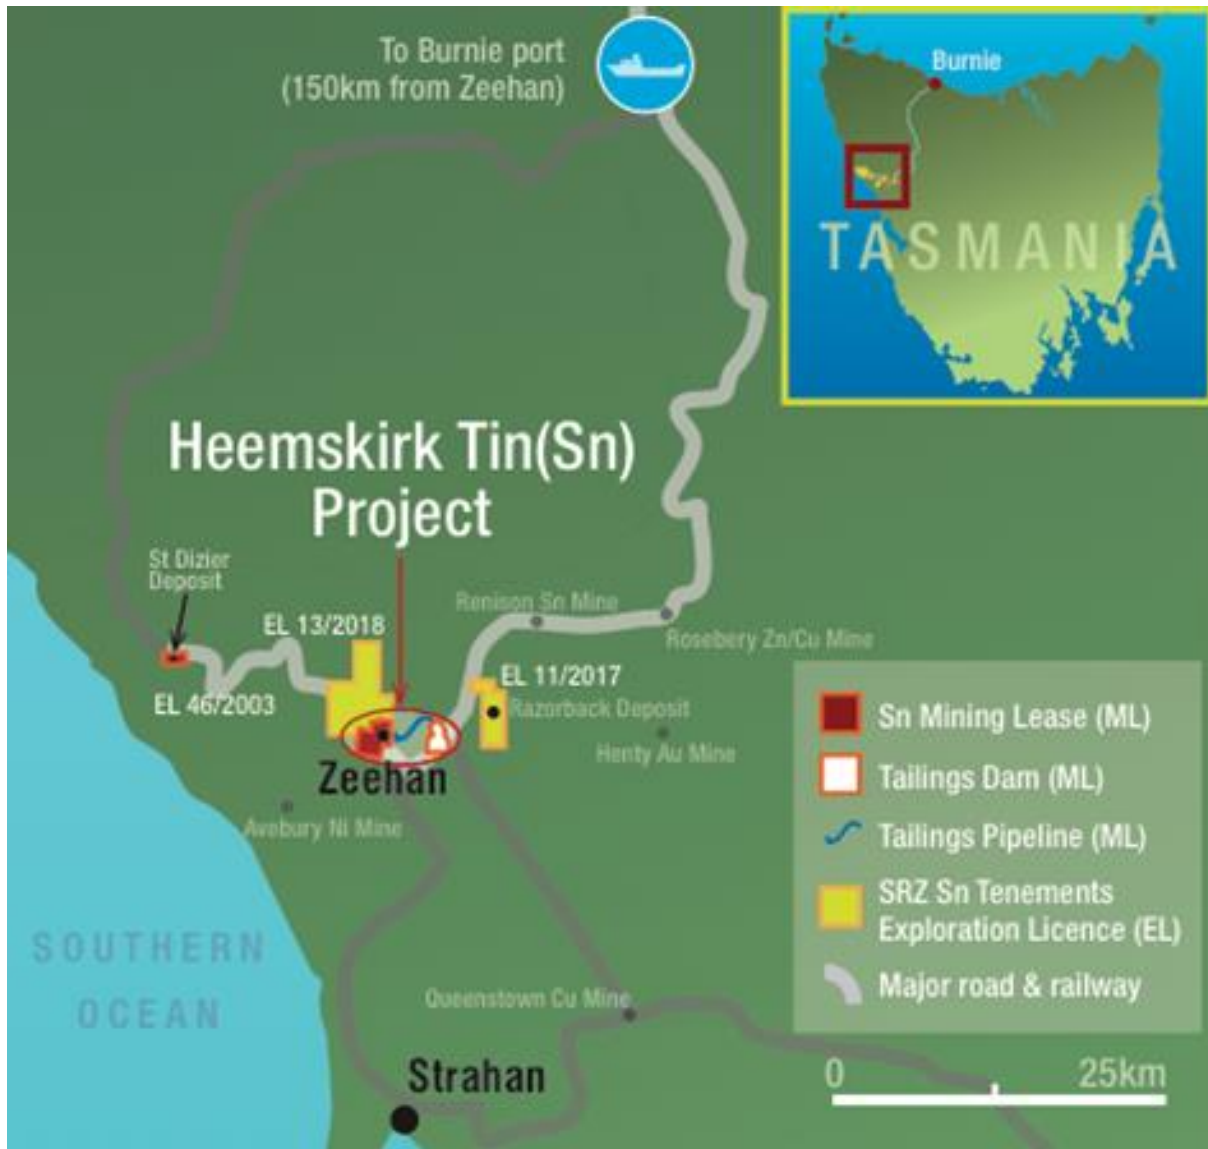 To Burnie port
(150km from Zeehan)
Burnie
TASMANIA
Heemskirk Tin(Sn)
Project
St Dizier
Deposit
EL 13/2018
EL 46/2003
Renison Sn Mine
Rosebery Zn/Cu Mine
EL 11/2017
Razorback Deposit
Henty Au Mine
Zeehan
Avebury Ni Mine
SOUTHERN
OCEAN
Queenstown Cu Mine
Strahan
Sn Mining Lease (ML)
Tailings Dam (ML)
Tailings Pipeline (ML)
SRZ Sn Tenements
Exploration Licence (EL)
Major road & railway
0 25km